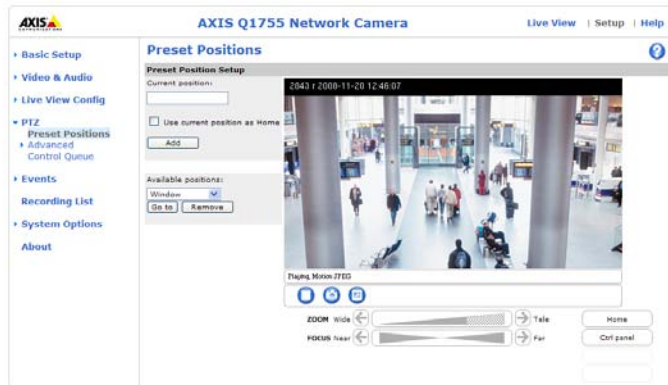 AXIS
COMMUNICATIONS
AXIS Q1755 Network Camera
Live View | Setup | Help
Basic Setup
Video & Audio
Live View Config
PTZ
Preset Positions
Advanced
Control Queue
Events
Recording List
System Options
About
Preset Positions
?
Preset Position Setup
Current position:
Use current position as Home
Add
Available positions:
Window
Go to
Remove
2043 r 2008-11-20 12:46:07
Playing, Motion JPEG
ZOOM Wide
Tele
Home
FOCUS Near
Far
Ctrl panel